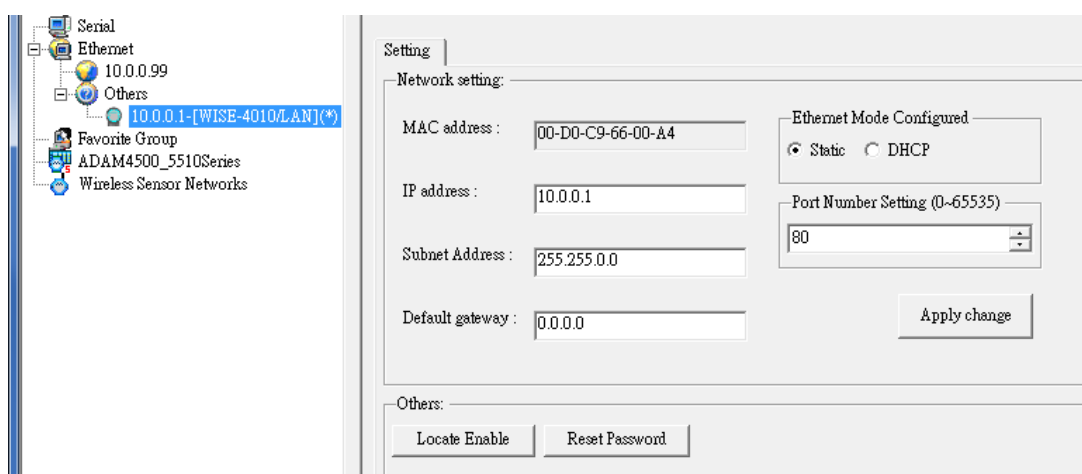 Serial
Ethernet
10.0.0.99
Others
10.0.0.1-[WISE-4010/LAN](*)
Favorite Group
ADAM4500_5510Series
Wireless Sensor Networks
Setting
Network setting:
MAC address :
00-D0-C9-66-00-A4
IP address :
10.0.0.1
Subnet Address :
255.255.0.0
Default gateway :
0.0.0.0
Ethernet Mode Configured
Static DHCP
Port Number Setting (0~65535)
80
Apply change
Others:
Locate Enable Reset Password